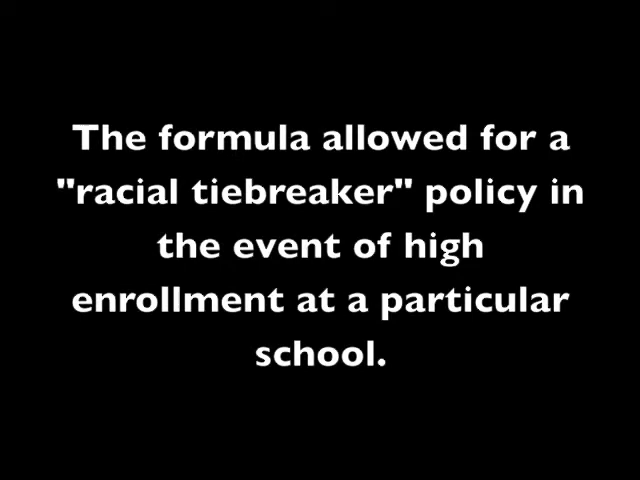 The formula allowed for a
"racial tiebreaker" policy in
the event of high
enrollment at a particular
school.